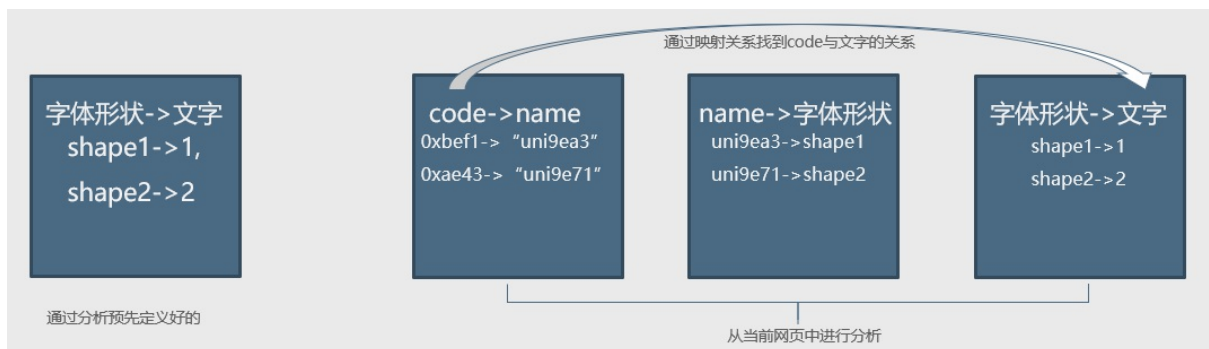 通过映射关系找到code与文字的关系
字体形状->文字
shape1->1,
shape2->2
code->name
0xbef1-> “uni9ea3”
0xae43-> “uni9e71”
name->字体形状
uni9ea3->shape1
uni9e71->shape2
字体形状->文字
shape1->1
shape2->2
通过分析预先定义好的
从当前网页中进行分析